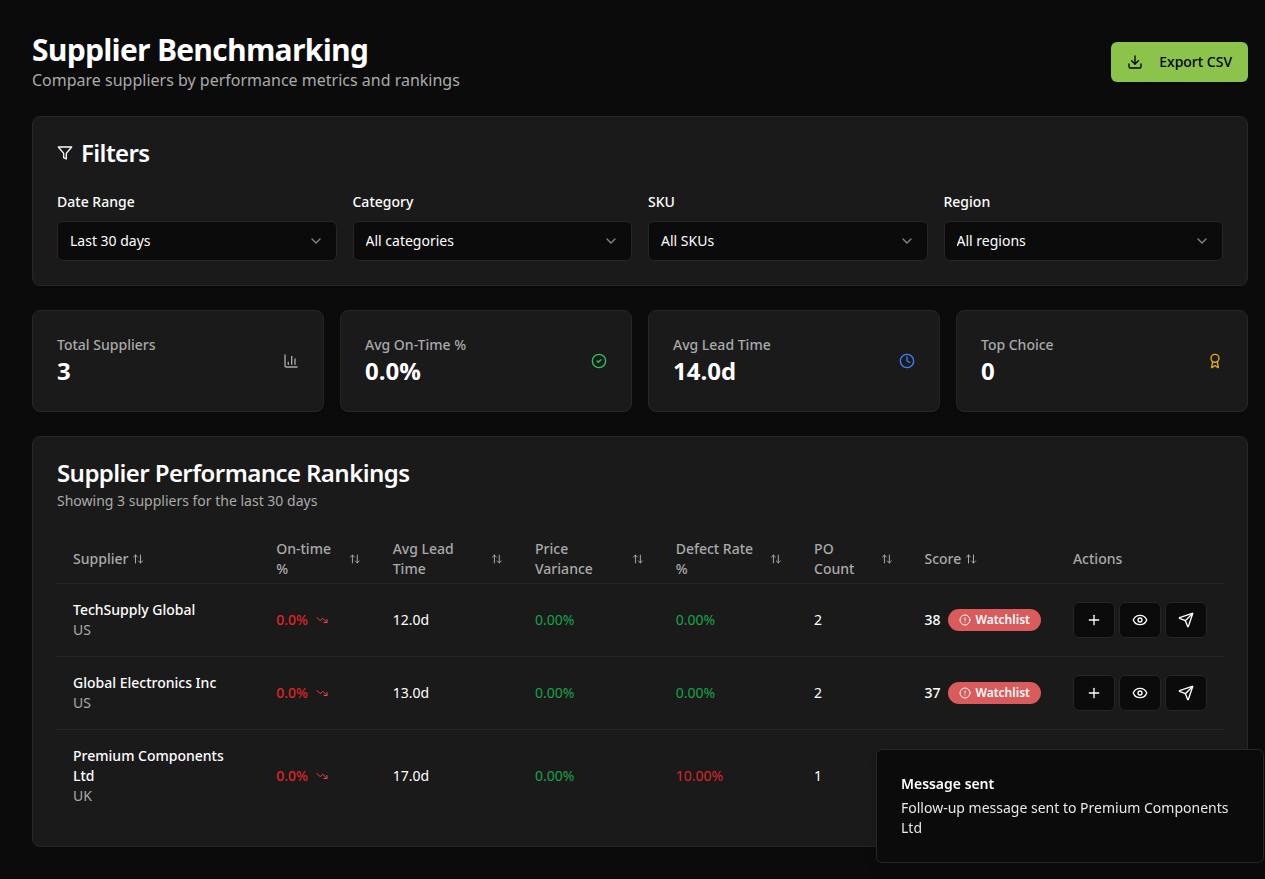 Supplier Benchmarking
Compare suppliers by performance metrics and rankings
Export CSV
Filters
Date Range
Category
SKU
Region
Last 30 days
All categories
All SKUs
All regions
Total Suppliers
3
Avg On-Time %
0.0%
Avg Lead Time
14.0d
Top Choice
0
Supplier Performance Rankings
Showing 3 suppliers for the last 30 days
Supplier
On-time
%
Avg Lead
Time
Price
Variance
Defect Rate
%
PO
Count
Score
Actions
TechSupply Global
US
0.0%
12.0d
0.00%
0.00%
2
38
Watchlist
Global Electronics Inc
US
0.0%
13.0d
0.00%
0.00%
2
37
Watchlist
Premium Components
Ltd
UK
0.0%
17.0d
0.00%
10.00%
1
Message sent
Follow-up message sent to Premium Components
Ltd